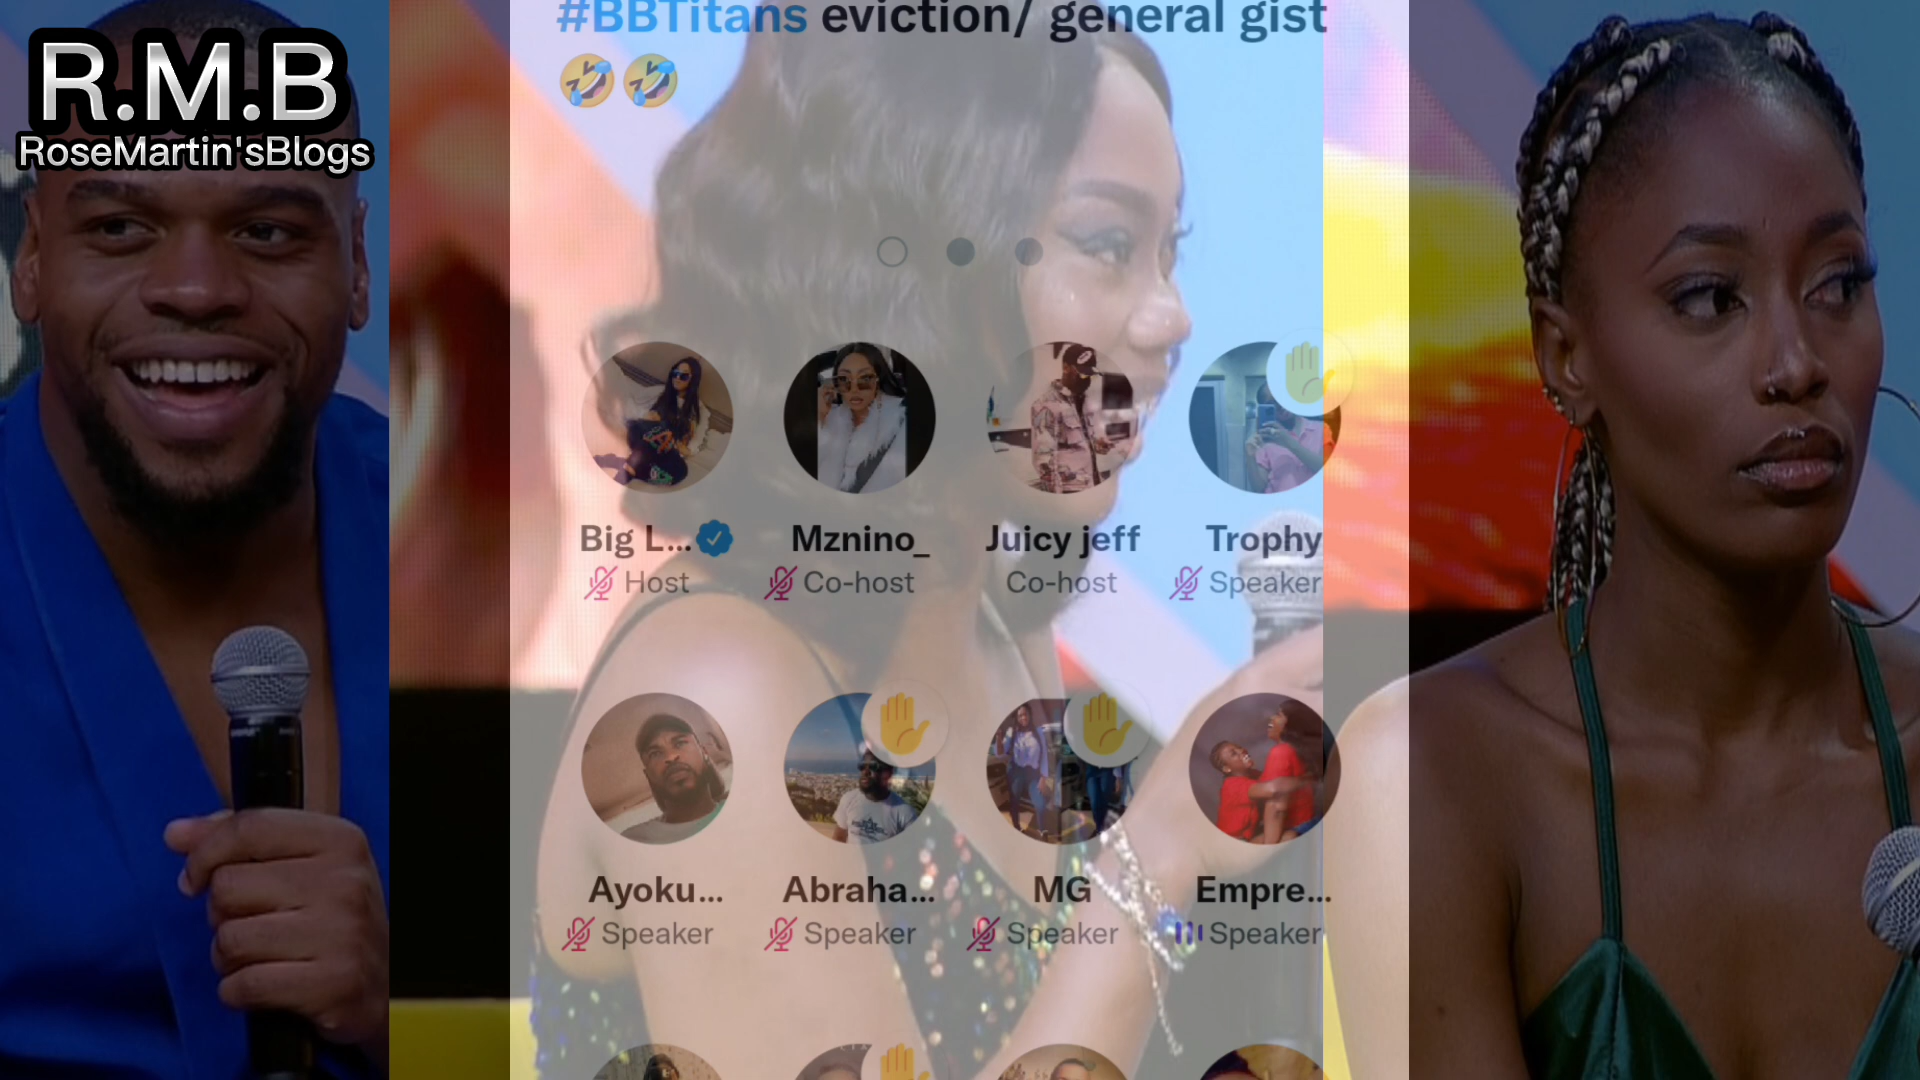 R.M.B
RoseMartin'sBlogs
#BBTitans eviction/ general gist
🤣🤣
Big L... Mznino_ Juicy jeff Trophy
Host Co-host Co-host Speaker
Ayoku... Abraha... MG Empre...
Speaker Speaker Speaker Speaker